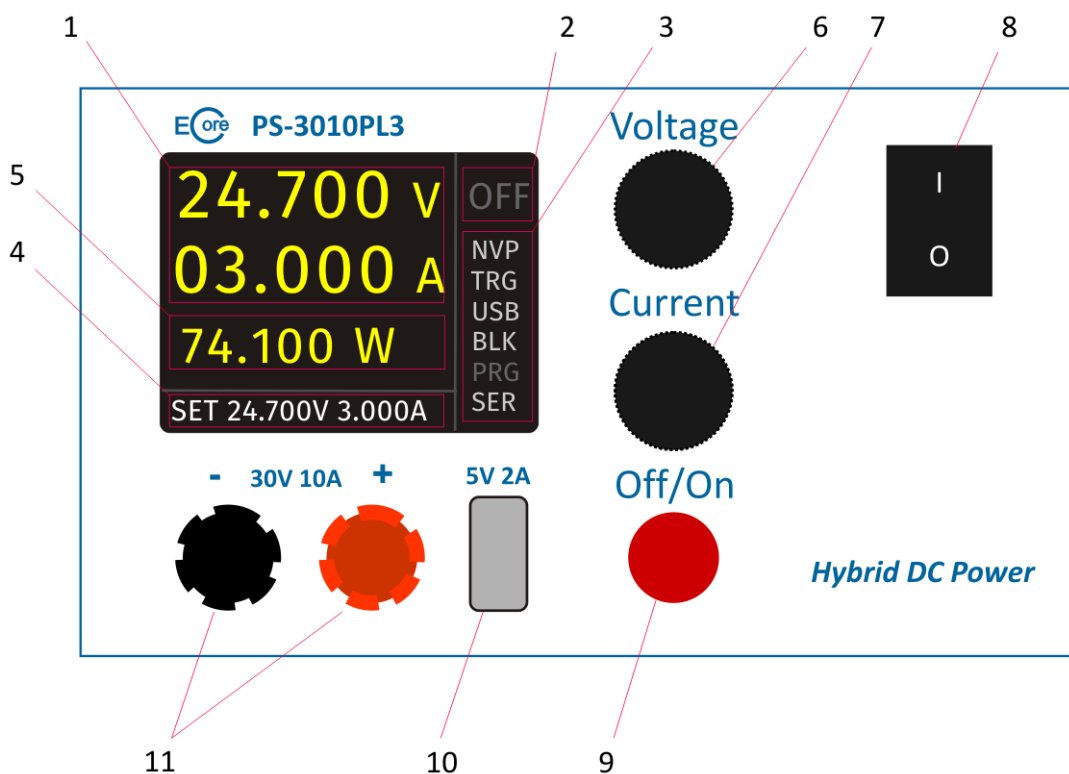 1 2 3 6 7 8
ECore PS-3010PL3 Voltage
5 24.700 V OFF I
4 03.000 A NVP O
TRG
USB Current
74.100 W BLK
PRG
SET 24.700V 3.000A SER
- 30V 10A + 5V 2A Off/On
Hybrid DC Power
11 10 9